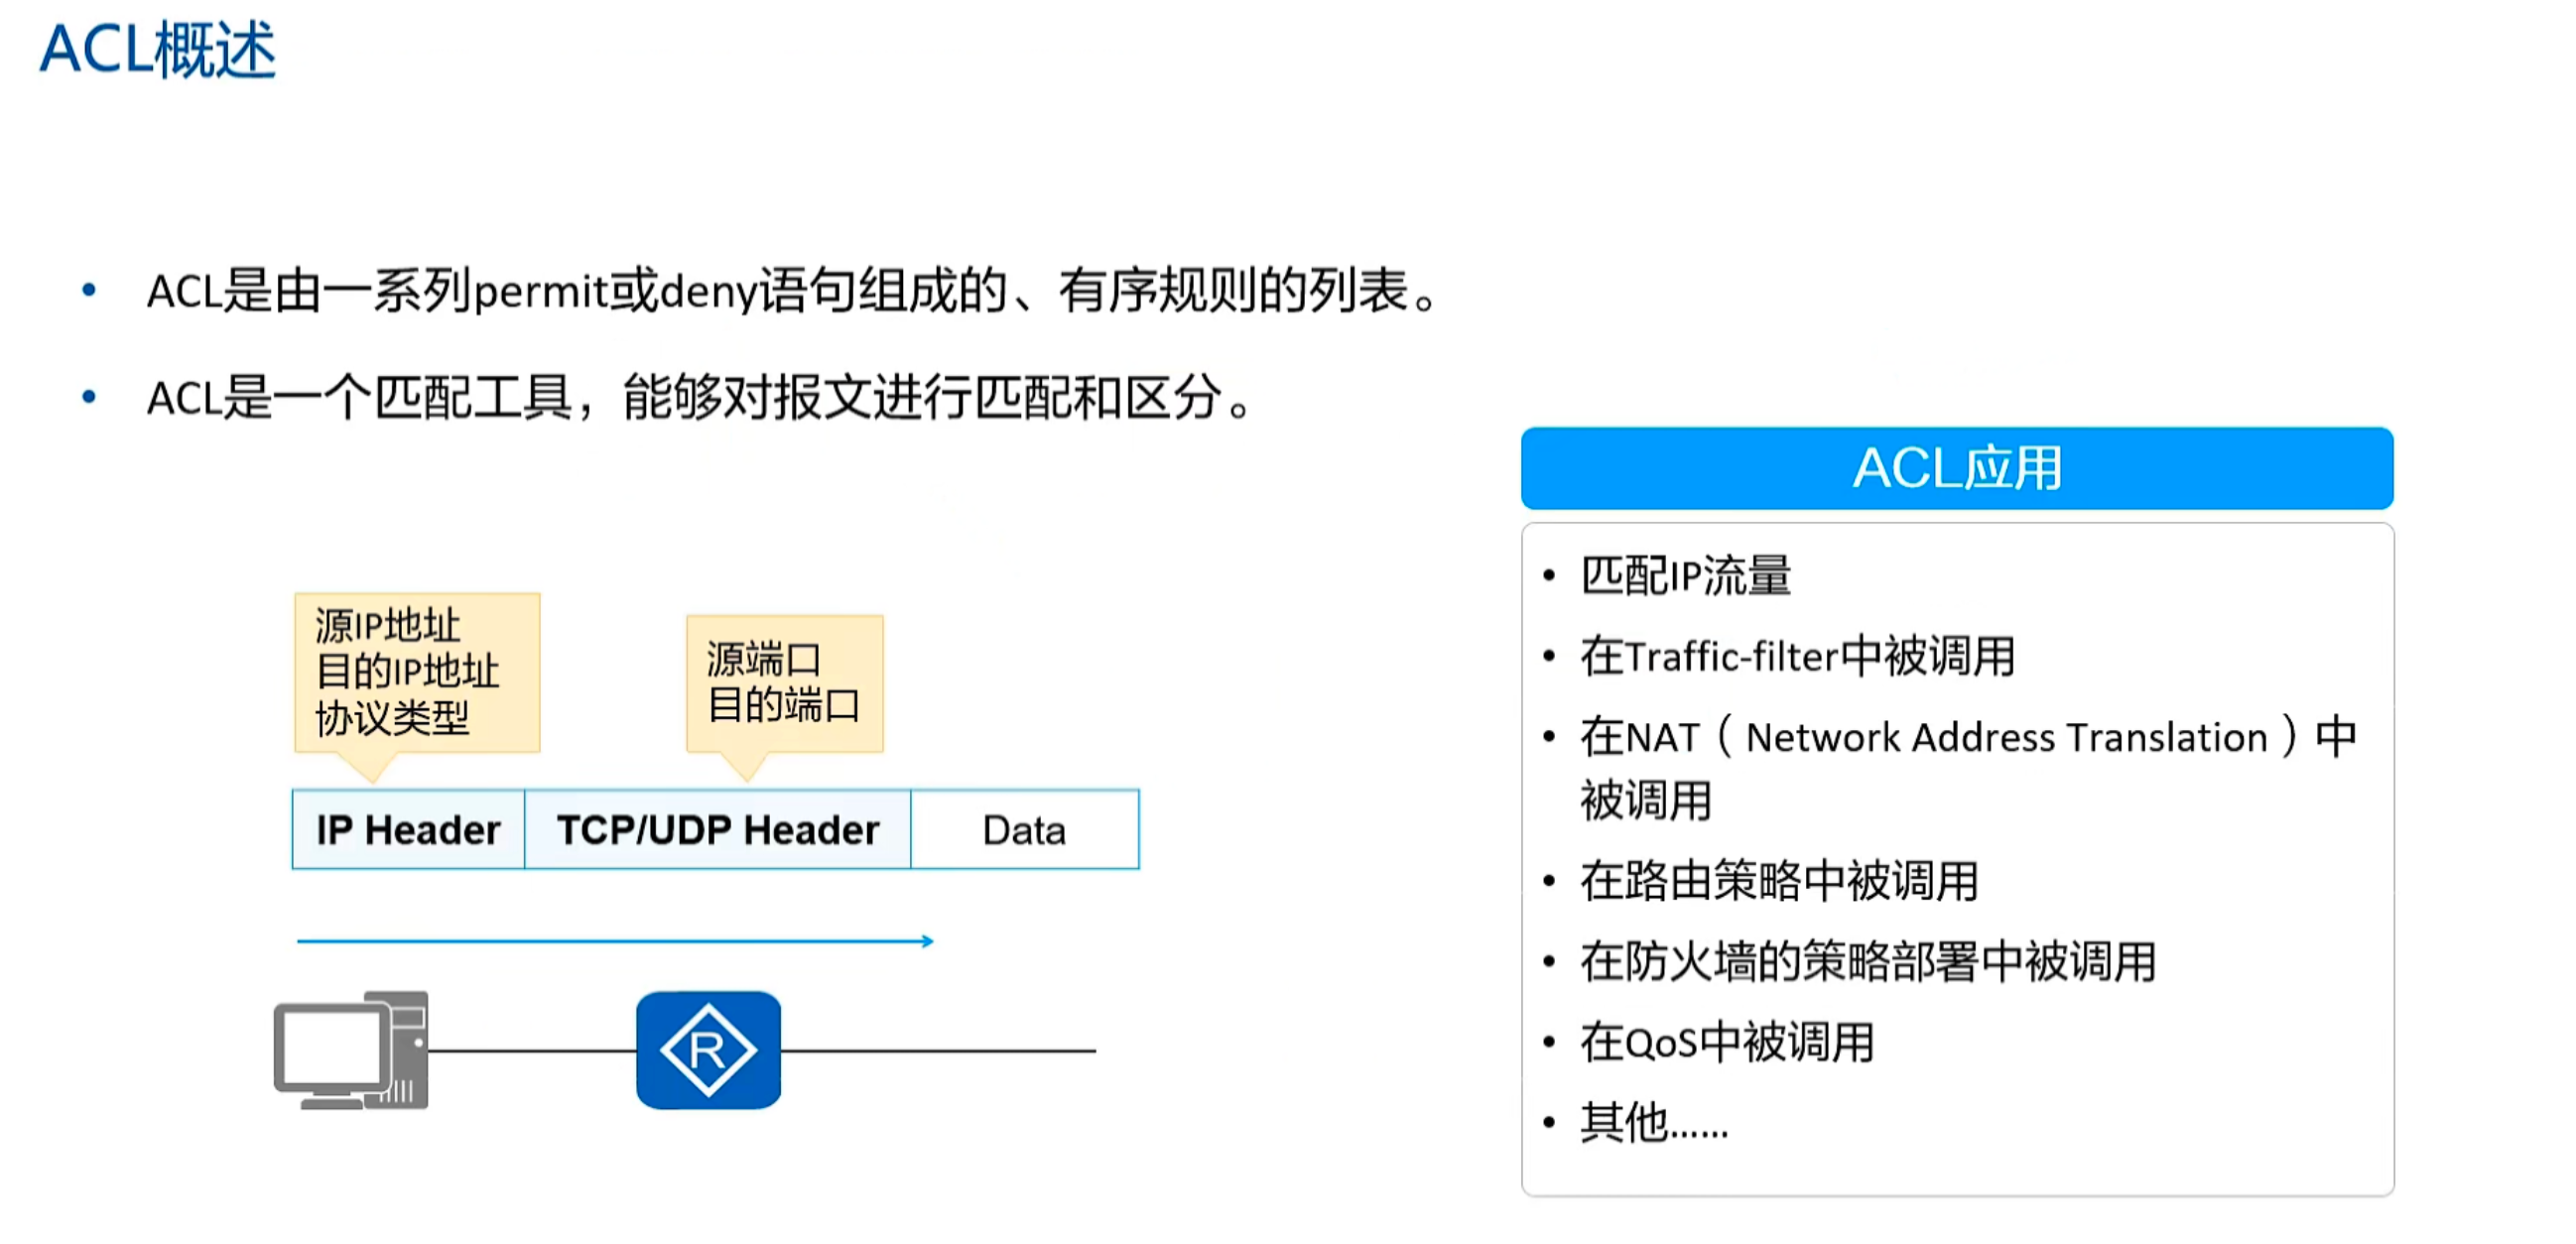 ACL概述
• ACL是由一系列permit或deny语句组成的、有序规则的列表。
• ACL是一个匹配工具，能够对报文进行匹配和区分。
源IP地址
目的IP地址
协议类型
源端口
目的端口
IP Header
TCP/UDP Header
Data
R
ACL应用
• 匹配IP流量
• 在Traffic-filter中被调用
• 在NAT（Network Address Translation）中
被调用
• 在路由策略中被调用
• 在防火墙的策略部署中被调用
• 在QoS中被调用
• 其他……